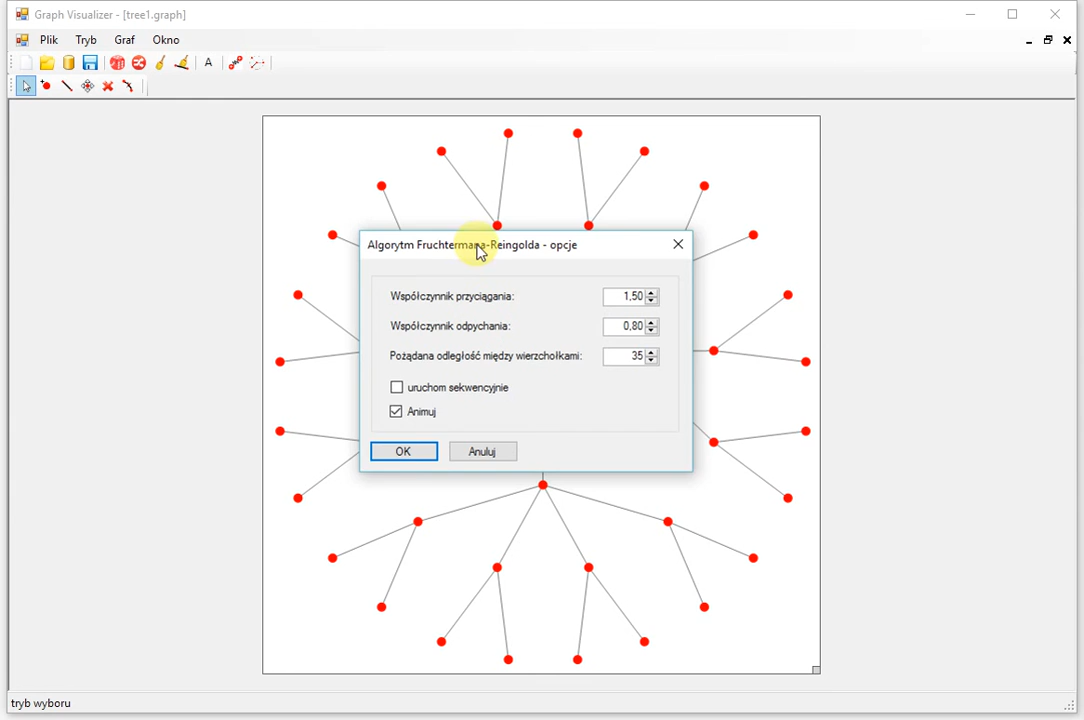 Graph Visualizer - [tree1.graph]
Plik Tryb Graf Okno
A
Algorytm Fruchtermana-Reingolda - opcje
Współczynnik przyciągania: 1,50
Współczynnik odpychania: 0,80
Pożądana odległość między wierzchołkami: 35
uruchom sekwencyjnie
Animuj
OK Anuluj
tryb wyboru